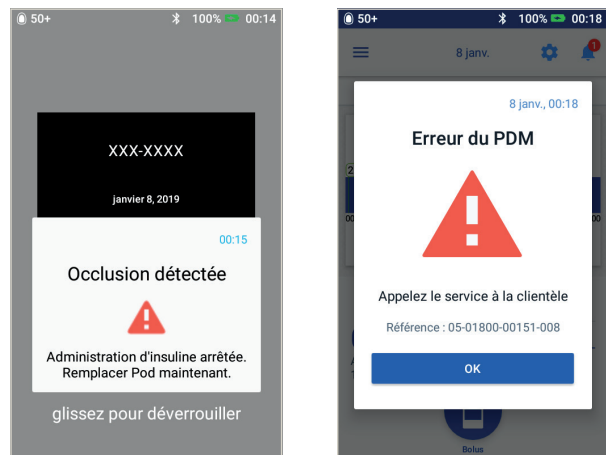 50+
100%
00:14
XXX-XXXX
janvier 8, 2019
00:15
Occlusion détectée
Administration d'insuline arrêtée.
Remplacer Pod maintenant.
glissez pour déverrouiller
50+
100%
00:18
8 janv.
1
8 janv., 00:18
Erreur du PDM
Appelez le service à la clientèle
Référence : 05-01800-00151-008
OK
Bolus